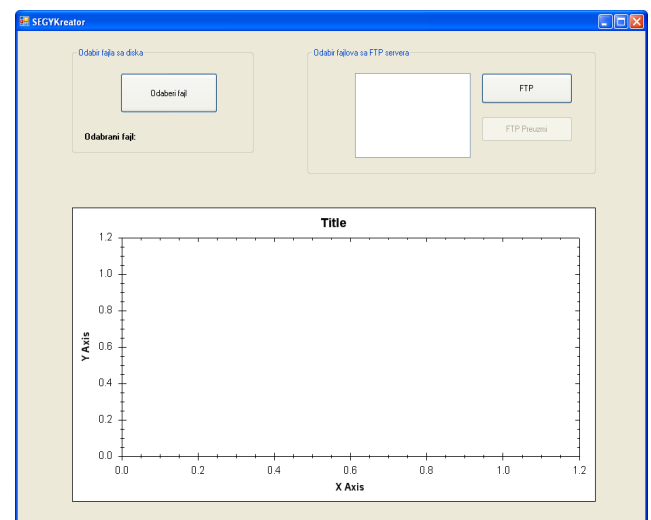 SEGYKreator
Odabir fajla sa diska
Odaberi fajl
Odabrani fajl:
Odabir fajlova sa FTP servera
FTP
FTP Preuzmi
Title
1.2
1.0
0.8
0.6
0.4
0.2
0.0
Y Axis
0.0 0.2 0.4 0.6 0.8 1.0 1.2
X Axis